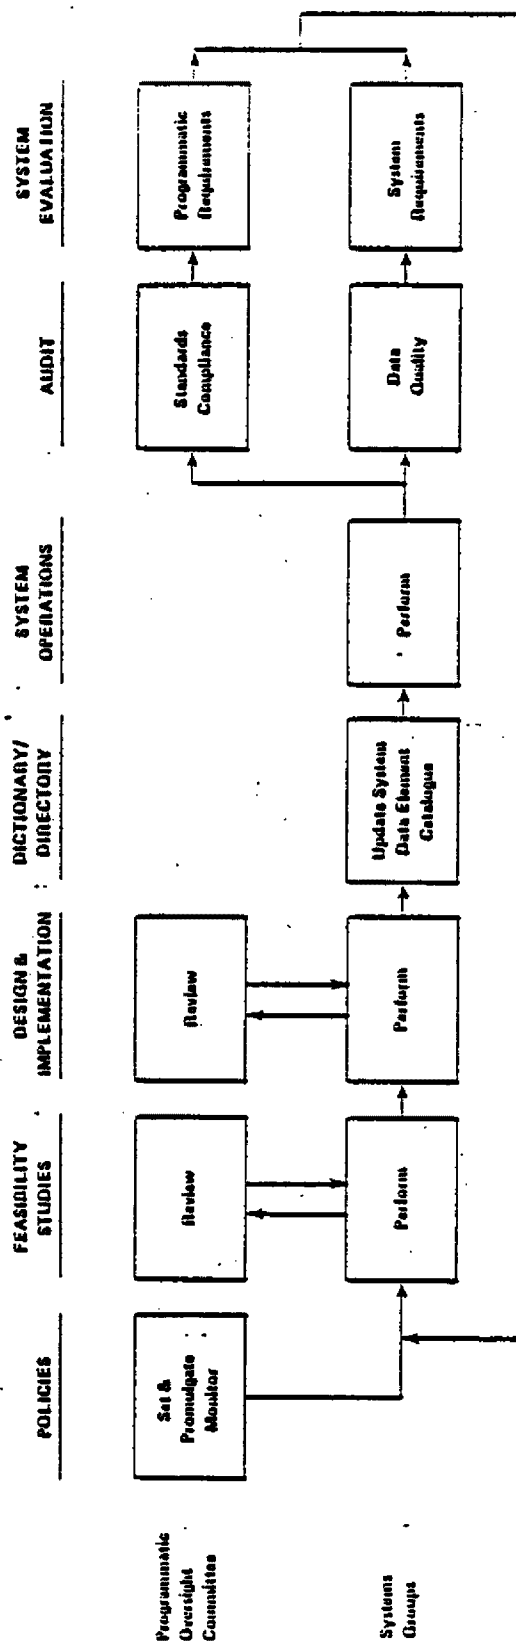 POLICIES
FEASIBILITY
STUDIES
DESIGN &
IMPLEMENTATION
DICTIONARY/
DIRECTORY
SYSTEM
OPERATIONS
AUDIT
SYSTEM
EVALUATION
Programmatic
Oversight
Committee
Set &
Promulgate
Monitor
Review
Review
Standards
Compliance
Programmatic
Requirements
Systems
Groups
Perform
Perform
Update System
Data Element
Catalogue
Perform
Data
Quality
System
Requirements